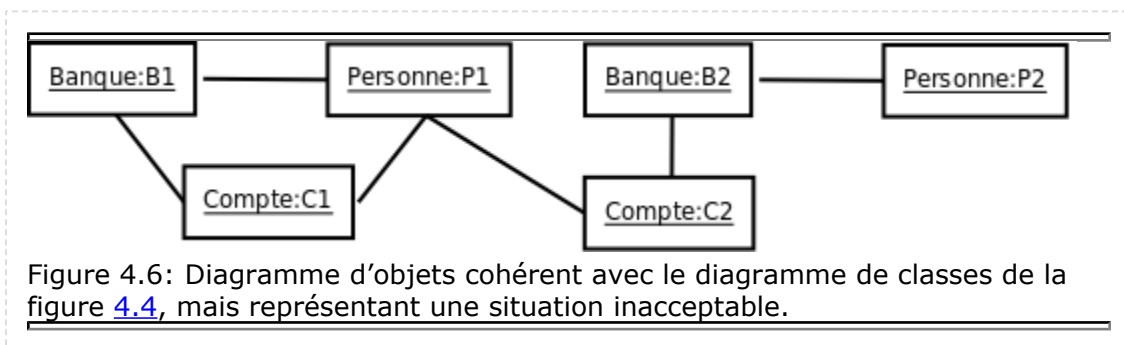 Banque:B1
Personne:P1
Banque:B2
Personne:P2
Compte:C1
Compte:C2
Figure 4.6: Diagramme d’objets cohérent avec le diagramme de classes de la
figure 4.4, mais représentant une situation inacceptable.